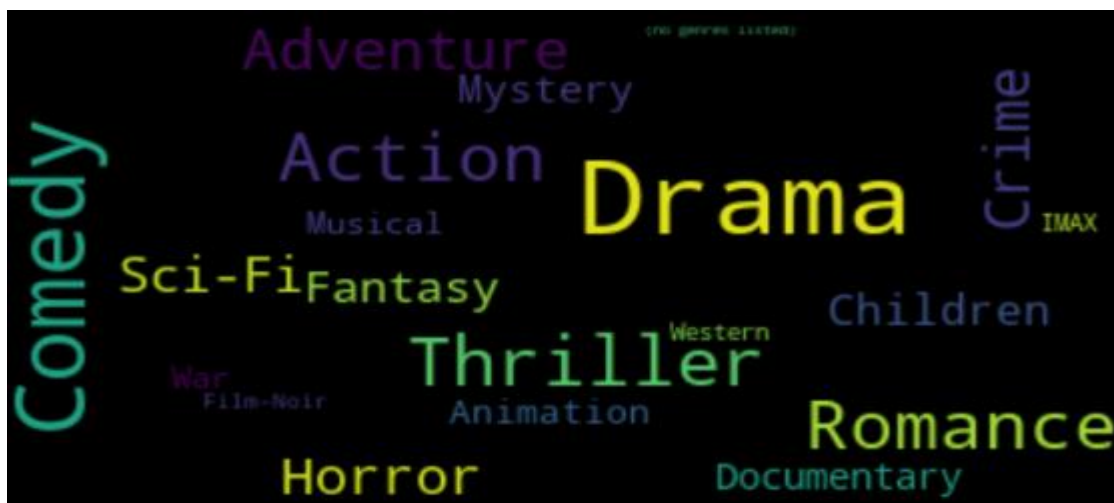 (no genres listed)
Adventure
Mystery
Crime
Comedy
Action
Drama
Musical
IMAX
Sci-Fi
Fantasy
Children
Western
Thriller
War
Film-Noir
Animation
Romance
Horror
Documentary